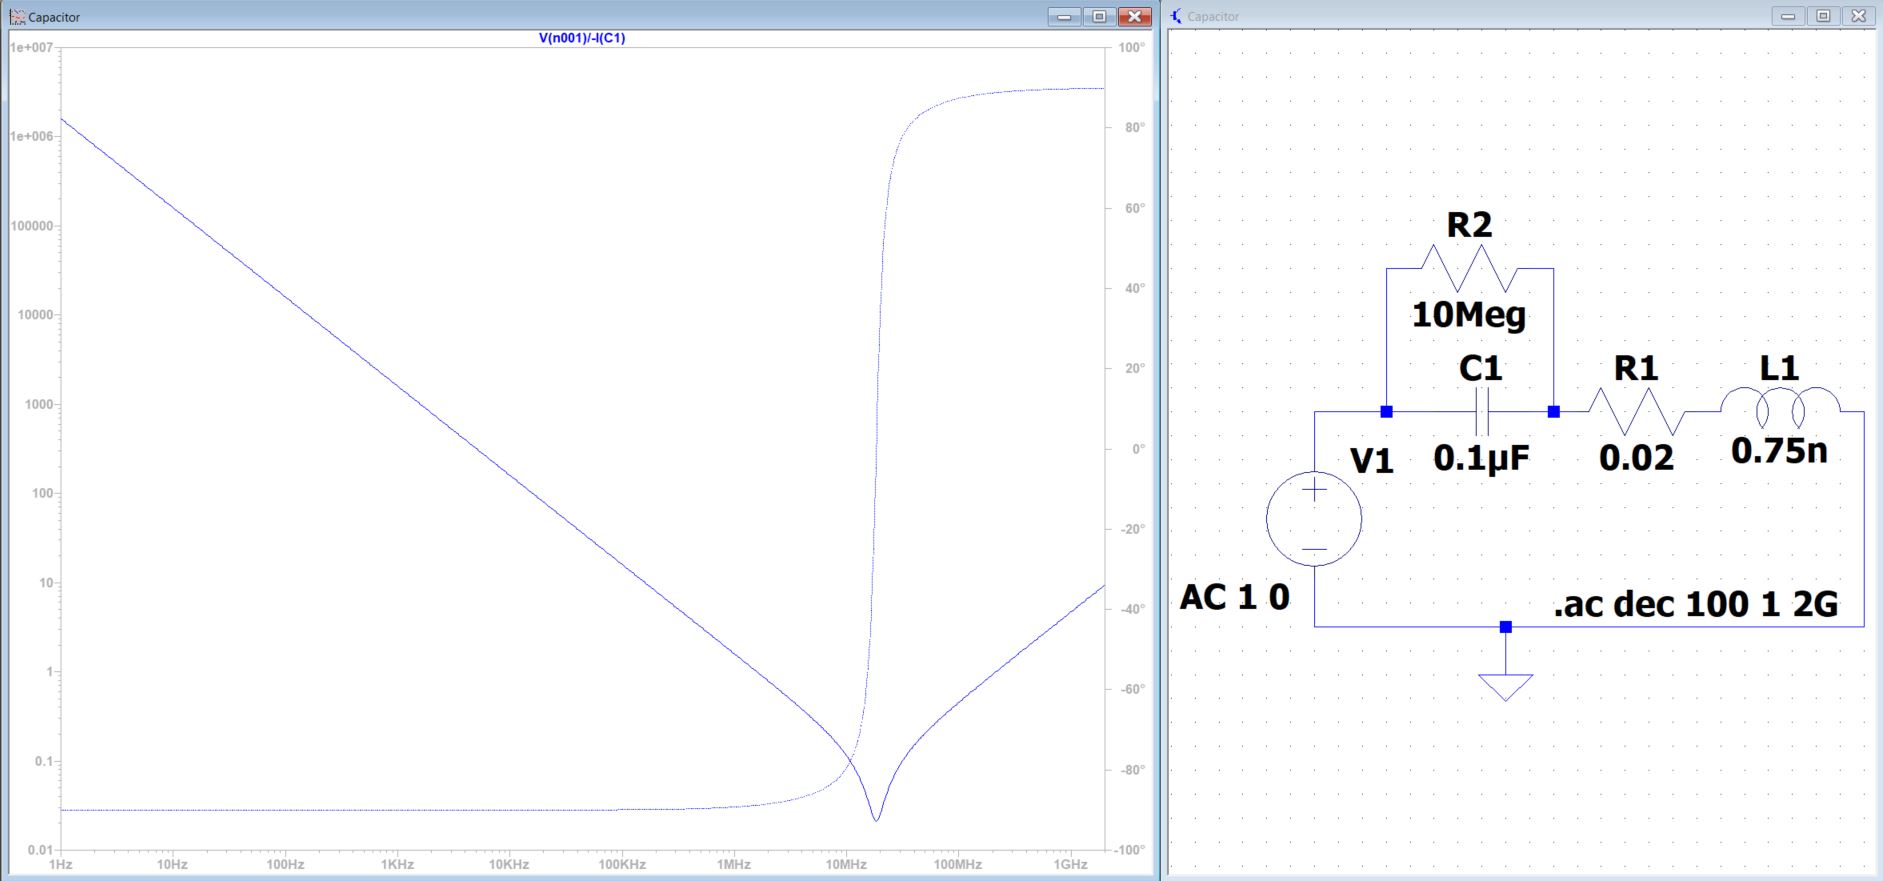 Capacitor
V(n001)/-I(C1)
1e+007
1e+006
100000
10000
1000
100
10
1
0.1
0.01
100°
80°
60°
40°
20°
0°
-20°
-40°
-60°
-80°
-100°
1Hz 10Hz 100Hz 1KHz 10KHz 100KHz 1MHz 10MHz 100MHz 1GHz
Capacitor
R2
10Meg
C1 R1 L1
V1 0.1µF 0.02 0.75n
AC 1 0
.ac dec 100 1 2G